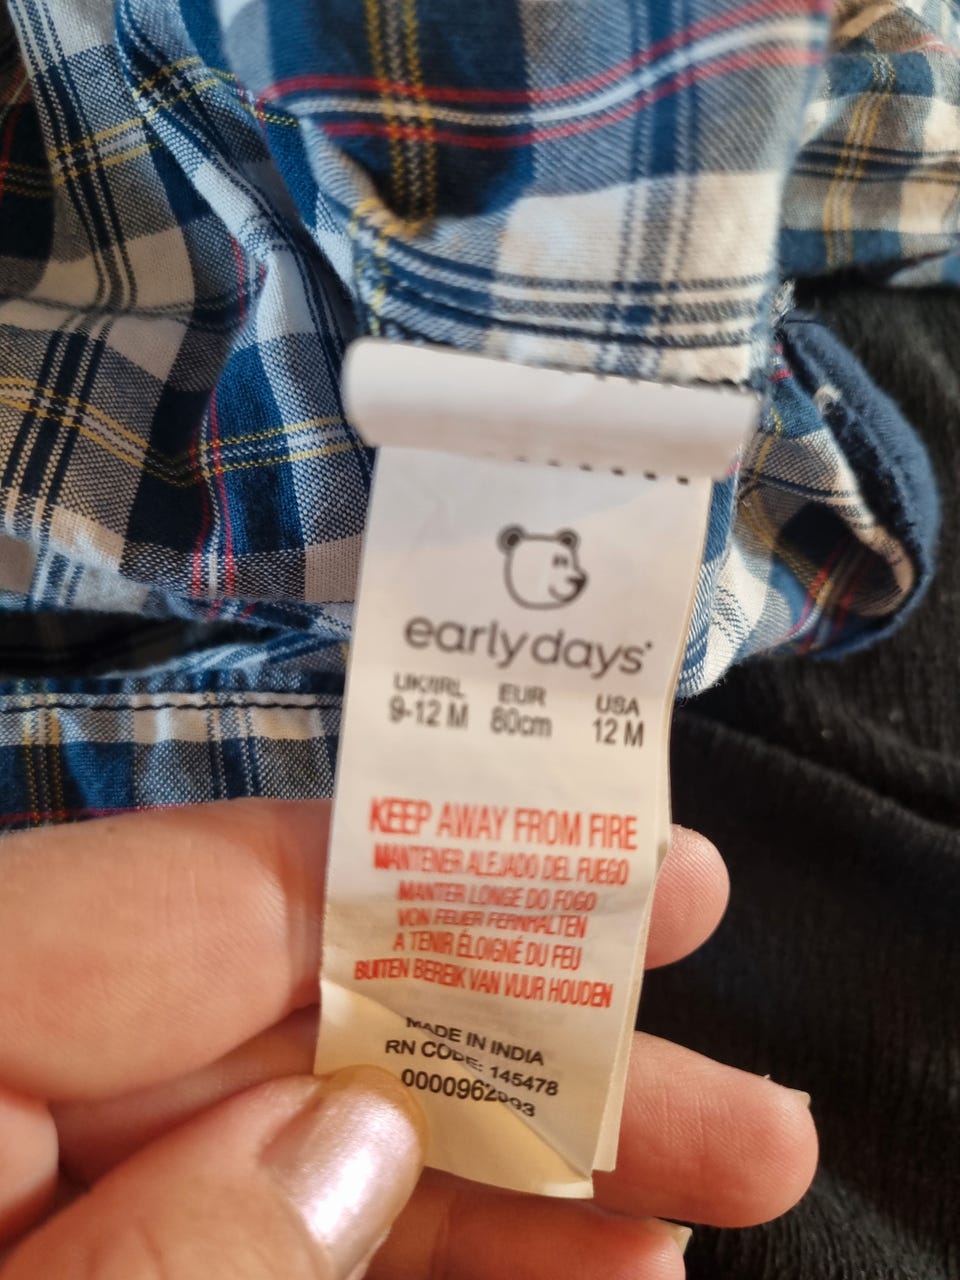 earlydays
UK/IRL EUR USA
9-12 M 80cm 12 M
KEEP AWAY FROM FIRE
MANTENER ALEJADO DEL FUEGO
MANTER LONGE DO FOGO
VON FEUER FERNHALTEN
A TENIR ÉLOIGNÉ DU FEU
BUITEN BEREIK VAN VUUR HOUDEN
MADE IN INDIA
RN CODE: 145478
0000962093